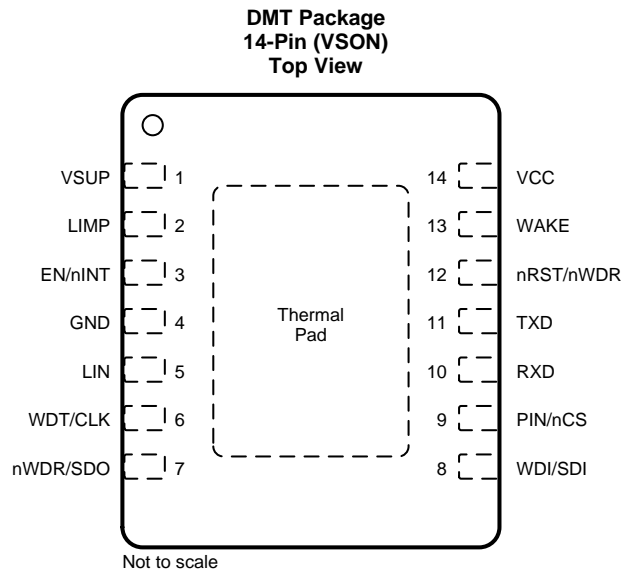 DMT Package
14-Pin (VSON)
Top View
VSUP 1 14 VCC
LIMP 2 13 WAKE
EN/nINT 3 12 nRST/nWDR
GND 4 Thermal Pad 11 TXD
LIN 5 10 RXD
WDT/CLK 6 9 PIN/nCS
nWDR/SDO 7 8 WDI/SDI
Not to scale